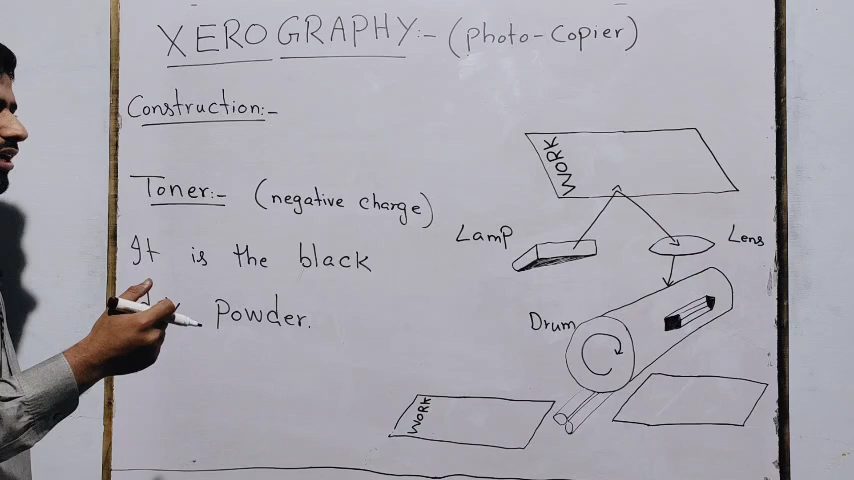 XEROGRAPHY:- (Photo-Copier)
Construction:-
Toner:- (negative charge)
It is the black
Powder.
WORK
Lamp
Lens
Drum
WORK